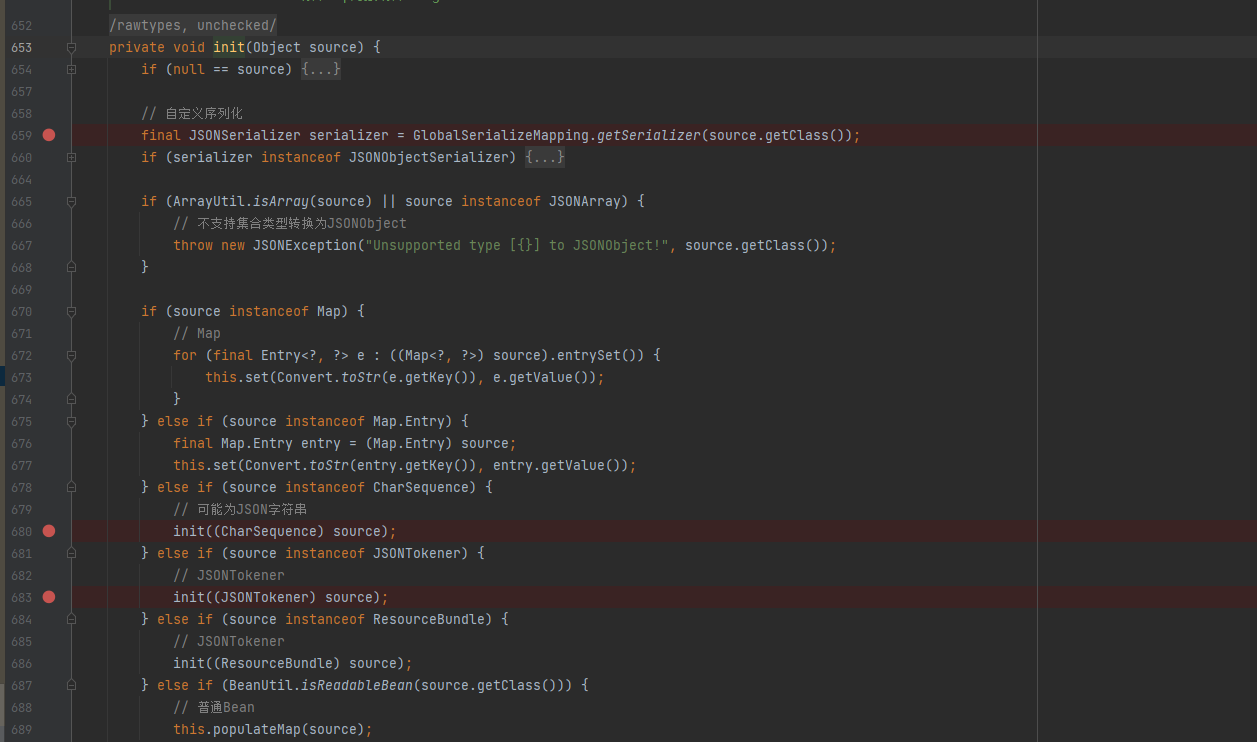 652 /rawtypes, unchecked/
653 private void init(Object source) {
654 if (null == source) {...}
657
658 // 自定义序列化
659 final JSONSerializer serializer = GlobalSerializeMapping.getSerializer(source.getClass());
660 if (serializer instanceof JSONObjectSerializer) {...}
664
665 if (ArrayUtil.isArray(source) || source instanceof JSONArray) {
666 // 不支持集合类型转换为JSONObject
667 throw new JSONException("Unsupported type [{}] to JSONObject!", source.getClass());
668 }
669
670 if (source instanceof Map) {
671 // Map
672 for (final Entry<?, ?> e : ((Map<?, ?>) source).entrySet()) {
673 this.set(Convert.toStr(e.getKey()), e.getValue());
674 }
675 } else if (source instanceof Map.Entry) {
676 final Map.Entry entry = (Map.Entry) source;
677 this.set(Convert.toStr(entry.getKey()), entry.getValue());
678 } else if (source instanceof CharSequence) {
679 // 可能为JSON字符串
680 init((CharSequence) source);
681 } else if (source instanceof JSONTokener) {
682 // JSONTokener
683 init((JSONTokener) source);
684 } else if (source instanceof ResourceBundle) {
685 // JSONTokener
686 init((ResourceBundle) source);
687 } else if (BeanUtil.isReadableBean(source.getClass())) {
688 // 普通Bean
689 this.populateMap(source);